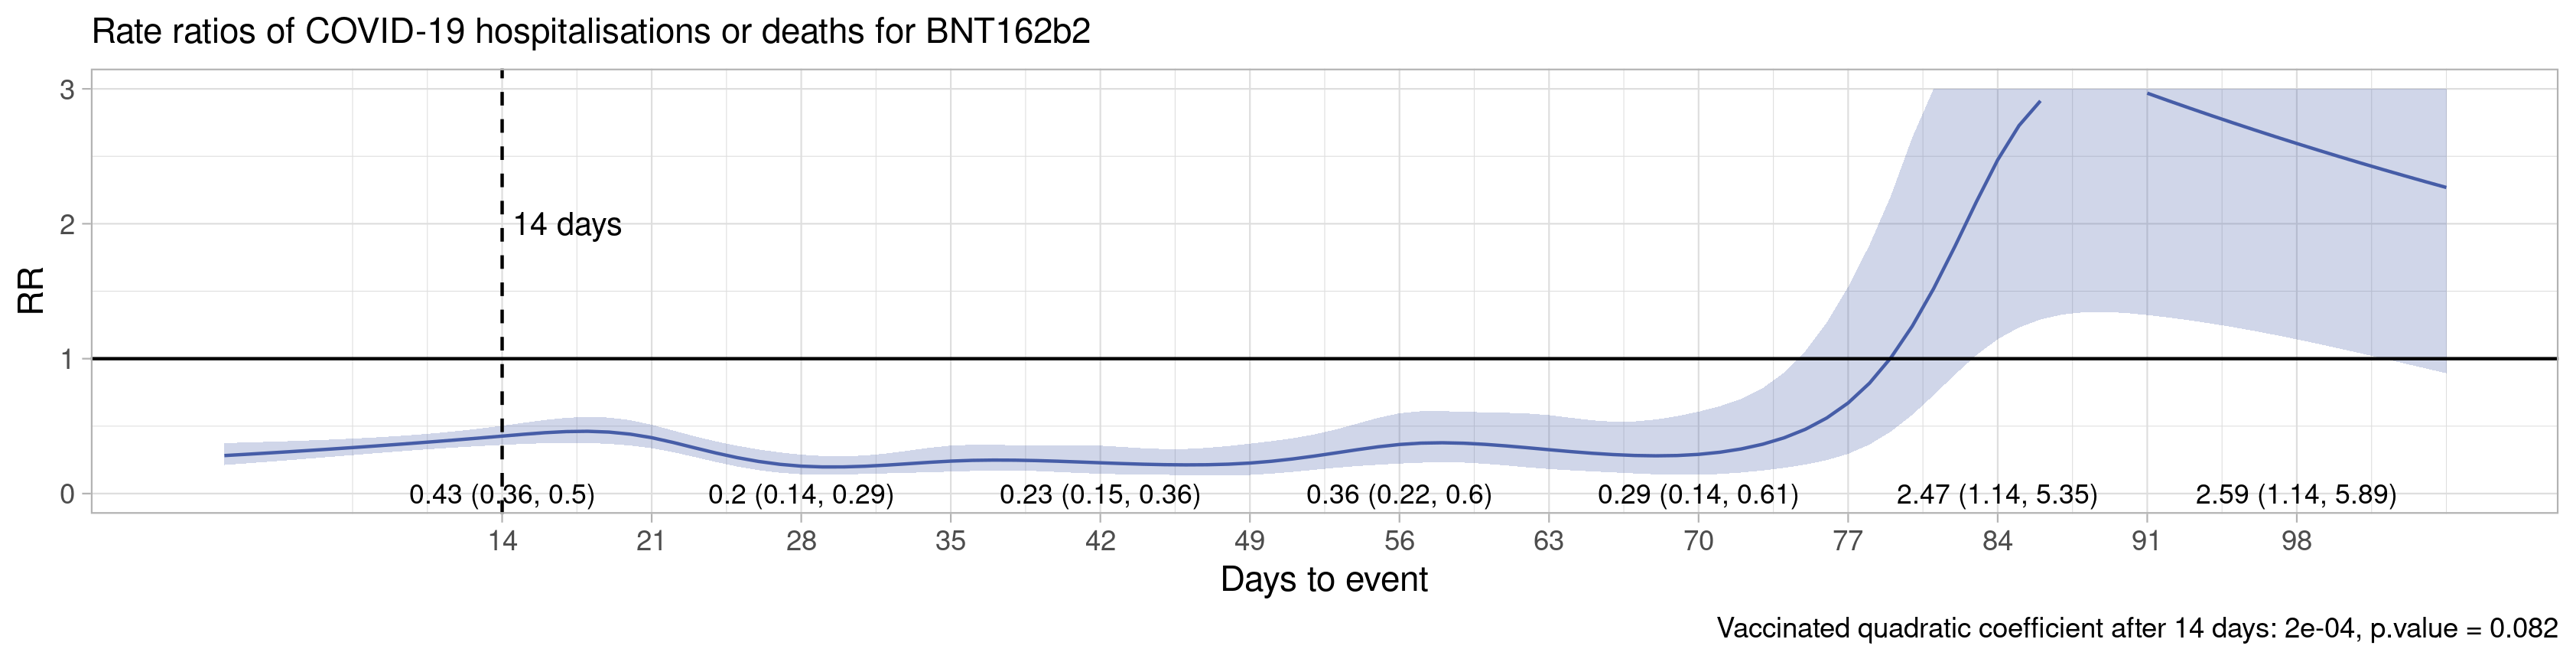 Rate ratios of COVID-19 hospitalisations or deaths for BNT162b2
3
2
1
0
RR
14 days
0.43 (0.36, 0.5)
0.2 (0.14, 0.29)
0.23 (0.15, 0.36)
0.36 (0.22, 0.6)
0.29 (0.14, 0.61)
2.47 (1.14, 5.35)
2.59 (1.14, 5.89)
14 21 28 35 42 49 56 63 70 77 84 91 98
Days to event
Vaccinated quadratic coefficient after 14 days: 2e-04, p.value = 0.082